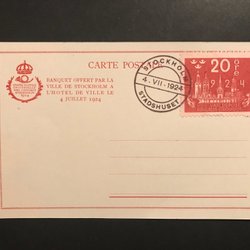 CARTE POSTALE
BANQUET OFFERT PAR LA
VILLE DE STOCKHOLM A
L'HOTEL DE VILLE LE
4 JUILLET 1924
STOCKHOLM
4 · VII · 1924
STADSHUSET
20
1924